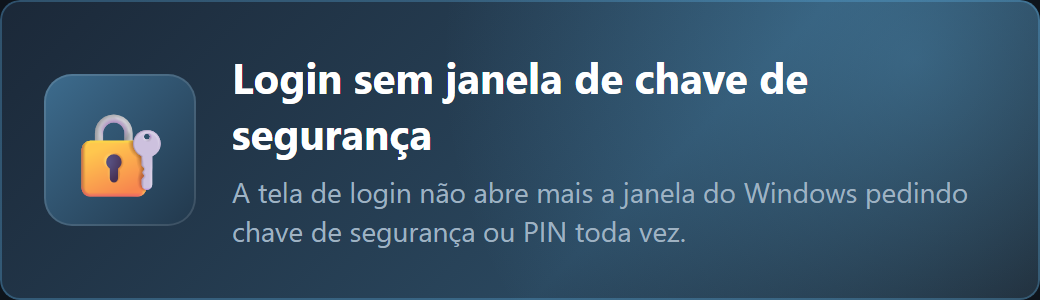 Login sem janela de chave de
segurança
A tela de login não abre mais a janela do Windows pedindo
chave de segurança ou PIN toda vez.